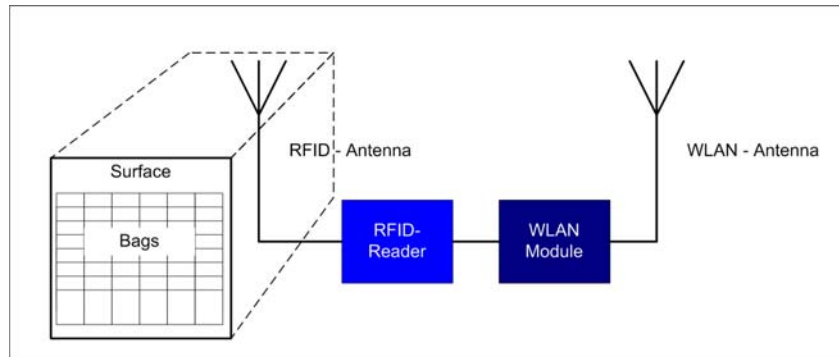 Surface
Bags
RFID - Antenna
WLAN - Antenna
RFID-
Reader
WLAN
Module